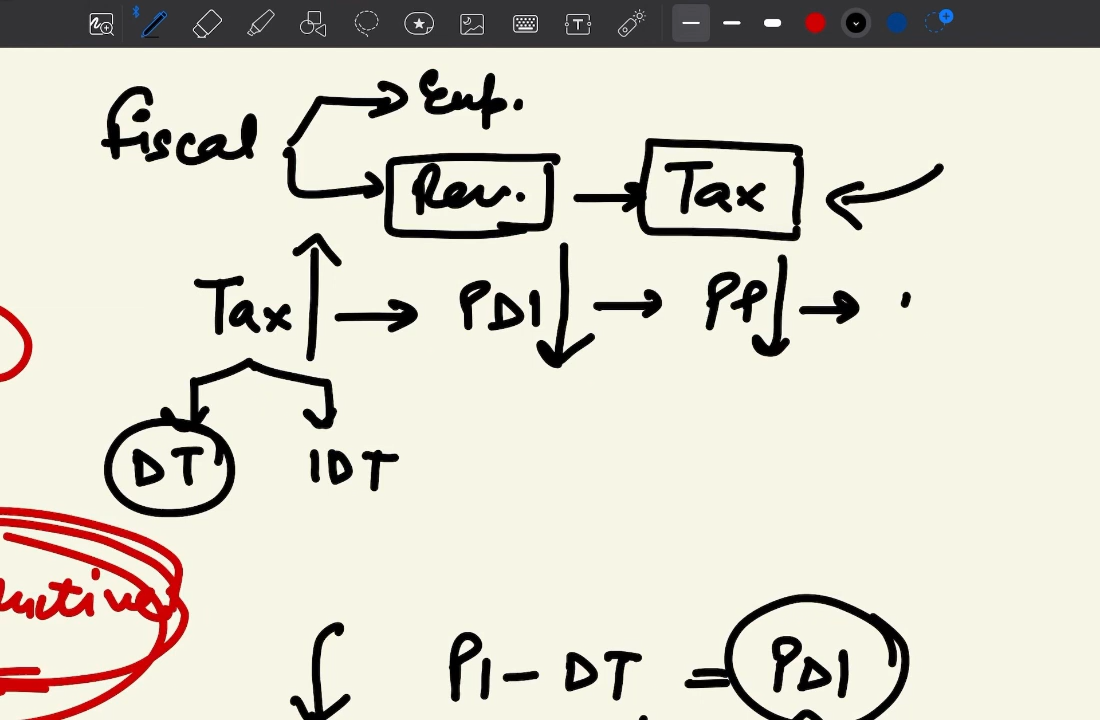 fiscal → Exp.
→ Rev. → Tax ←
Tax ↑ → PDI ↓ → PP ↓ →
DT IDT
PI - DT = PDI